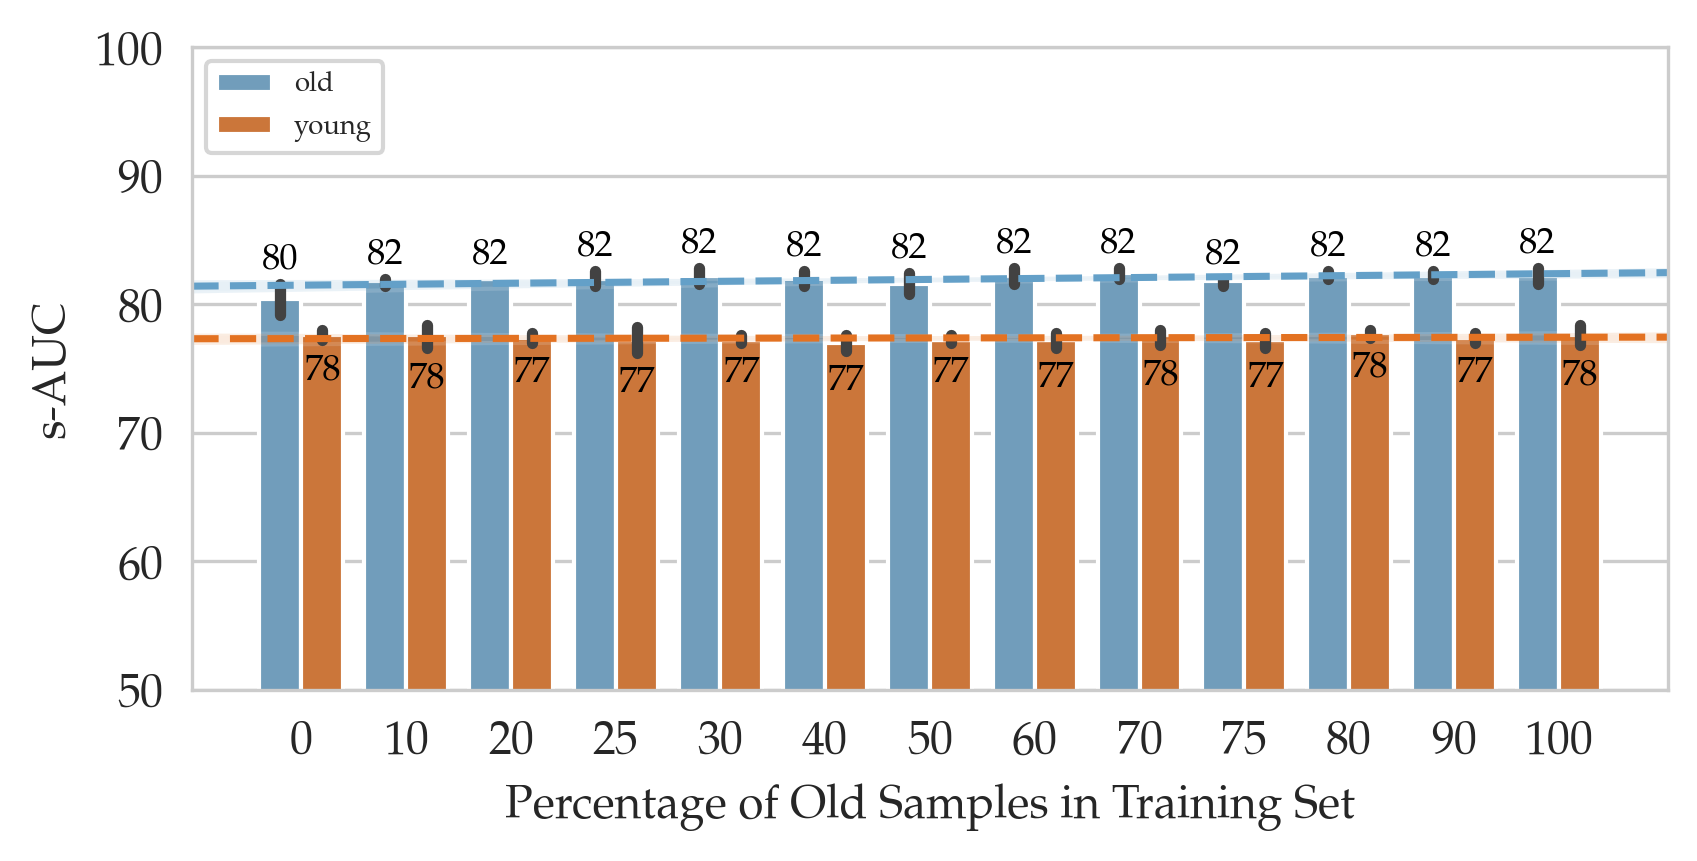 100
90
80
70
60
50
s-AUC
old
young
80 82 82 82 82 82 82 82 82 82 82 82 82
78 78 77 77 77 77 77 77 78 77 78 77 78
0 10 20 25 30 40 50 60 70 75 80 90 100
Percentage of Old Samples in Training Set